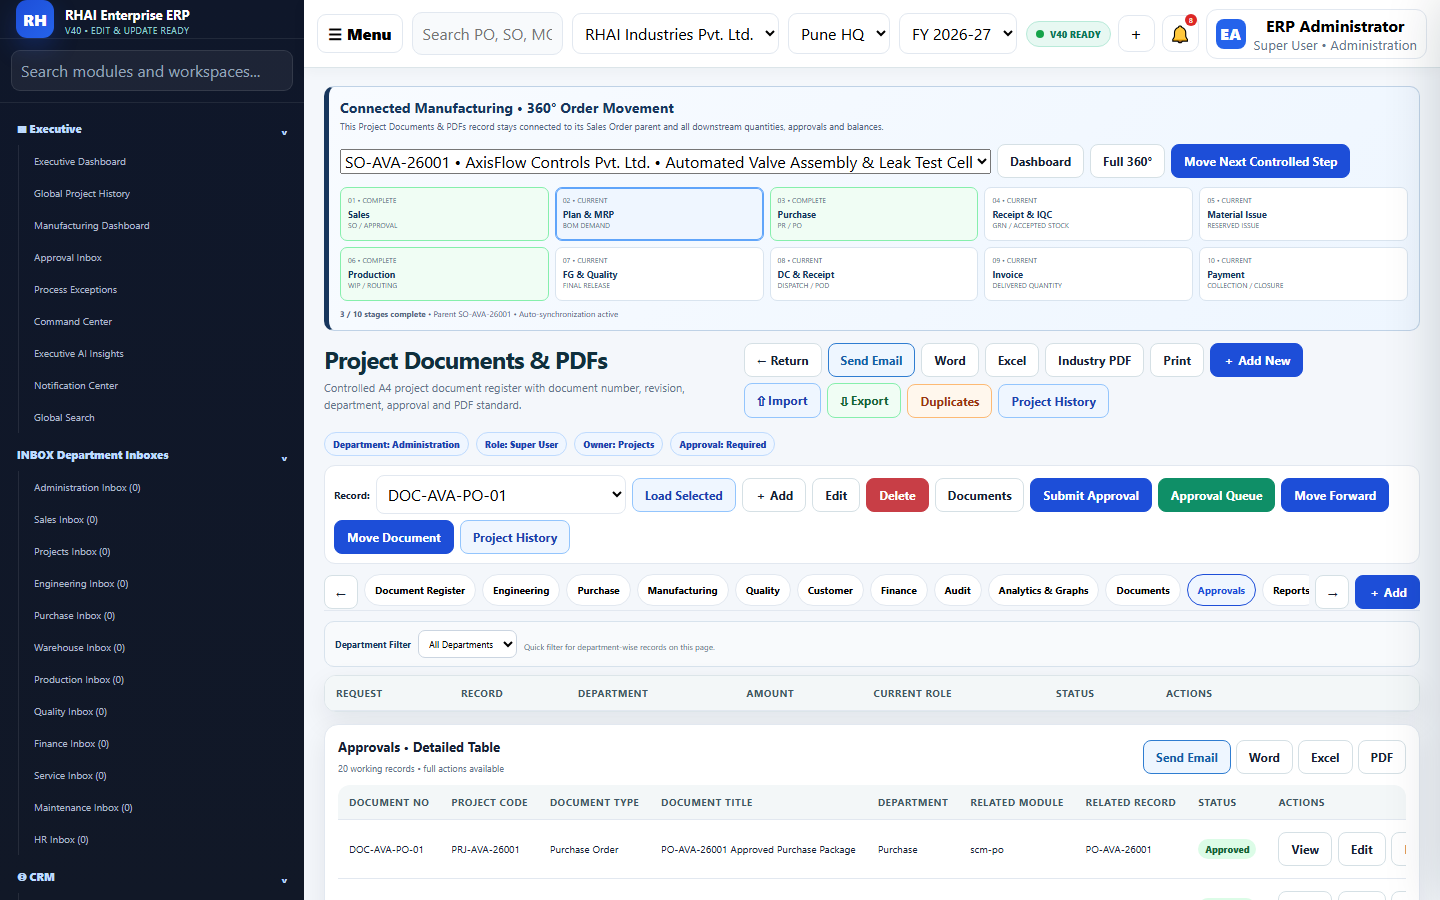 RH
RHAI Enterprise ERP
V40 • EDIT & UPDATE READY
Search modules and workspaces...
Executive
Executive Dashboard
Global Project History
Manufacturing Dashboard
Approval Inbox
Process Exceptions
Command Center
Executive AI Insights
Notification Center
Global Search
INBOX Department Inboxes
Administration Inbox (0)
Sales Inbox (0)
Projects Inbox (0)
Engineering Inbox (0)
Purchase Inbox (0)
Warehouse Inbox (0)
Production Inbox (0)
Quality Inbox (0)
Finance Inbox (0)
Service Inbox (0)
Maintenance Inbox (0)
HR Inbox (0)
CRM
☰ Menu
Search PO, SO, MO
RHAI Industries Pvt. Ltd.
Pune HQ
FY 2026-27
V40 READY
+
8
EA
ERP Administrator
Super User • Administration
Connected Manufacturing • 360° Order Movement
This Project Documents & PDFs record stays connected to its Sales Order parent and all downstream quantities, approvals and balances.
SO-AVA-26001 • AxisFlow Controls Pvt. Ltd. • Automated Valve Assembly & Leak Test Cell
Dashboard
Full 360°
Move Next Controlled Step
01 • COMPLETE
Sales
SO / APPROVAL
02 • CURRENT
Plan & MRP
BOM DEMAND
03 • COMPLETE
Purchase
PR / PO
04 • CURRENT
Receipt & IQC
GRN / ACCEPTED STOCK
05 • CURRENT
Material Issue
RESERVED ISSUE
06 • COMPLETE
Production
WIP / ROUTING
07 • CURRENT
FG & Quality
FINAL RELEASE
08 • CURRENT
DC & Receipt
DISPATCH / POD
09 • CURRENT
Invoice
DELIVERED QUANTITY
10 • CURRENT
Payment
COLLECTION / CLOSURE
3 / 10 stages complete • Parent SO-AVA-26001 • Auto-synchronization active
Project Documents & PDFs
Controlled A4 project document register with document number, revision,
department, approval and PDF standard.
← Return
Send Email
Word
Excel
Industry PDF
Print
+ Add New
⇧ Import
⇩ Export
Duplicates
Project History
Department: Administration
Role: Super User
Owner: Projects
Approval: Required
Record:
DOC-AVA-PO-01
Load Selected
+ Add
Edit
Delete
Documents
Submit Approval
Approval Queue
Move Forward
Move Document
Project History
←
Document Register
Engineering
Purchase
Manufacturing
Quality
Customer
Finance
Audit
Analytics & Graphs
Documents
Approvals
Reports
→
+ Add
Department Filter
All Departments
Quick filter for department-wise records on this page.
REQUEST RECORD DEPARTMENT AMOUNT CURRENT ROLE STATUS ACTIONS
Approvals • Detailed Table
20 working records • full actions available
Send Email
Word
Excel
PDF
DOCUMENT NO PROJECT CODE DOCUMENT TYPE DOCUMENT TITLE DEPARTMENT RELATED MODULE RELATED RECORD STATUS ACTIONS
DOC-AVA-PO-01 PRJ-AVA-26001 Purchase Order PO-AVA-26001 Approved Purchase Package Purchase scm-po PO-AVA-26001 Approved View Edit